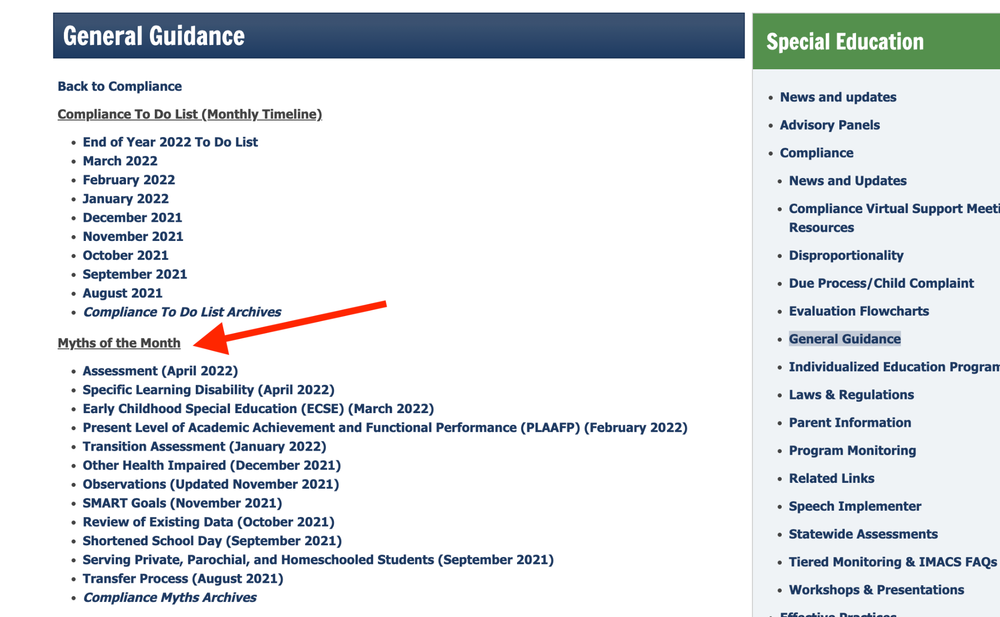 General Guidance
Back to Compliance
Compliance To Do List (Monthly Timeline)
End of Year 2022 To Do List
March 2022
February 2022
January 2022
December 2021
November 2021
October 2021
September 2021
August 2021
Compliance To Do List Archives
Myths of the Month
Assessment (April 2022)
Specific Learning Disability (April 2022)
Early Childhood Special Education (ECSE) (March 2022)
Present Level of Academic Achievement and Functional Performance (PLAAFP) (February 2022)
Transition Assessment (January 2022)
Other Health Impaired (December 2021)
Observations (Updated November 2021)
SMART Goals (November 2021)
Review of Existing Data (October 2021)
Shortened School Day (September 2021)
Serving Private, Parochial, and Homeschooled Students (September 2021)
Transfer Process (August 2021)
Compliance Myths Archives
Special Education
News and updates
Advisory Panels
Compliance
News and Updates
Compliance Virtual Support Meeti
Resources
Disproportionality
Due Process/Child Complaint
Evaluation Flowcharts
General Guidance
Individualized Education Program
Laws & Regulations
Parent Information
Program Monitoring
Related Links
Speech Implementer
Statewide Assessments
Tiered Monitoring & IMACS FAQs
Workshops & Presentations
Effective Practices